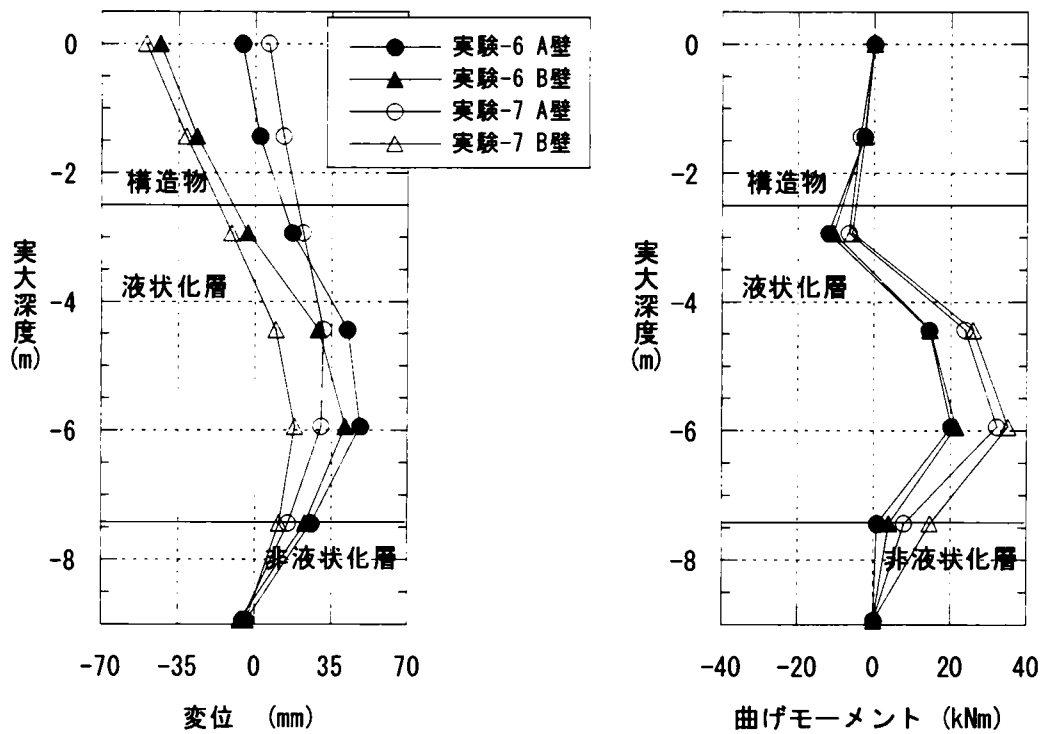 実験-6 A壁
実験-6 B壁
実験-7 A壁
実験-7 B壁
0
-2
-4
-6
-8
実大深度
(m)
構造物
液状化層
非液状化層
-70 -35 0 35 70
変位 (mm)
0
-2
-4
-6
-8
実大深度
(m)
構造物
液状化層
非液状化層
-40 -20 0 20 40
曲げモーメント (kNm)